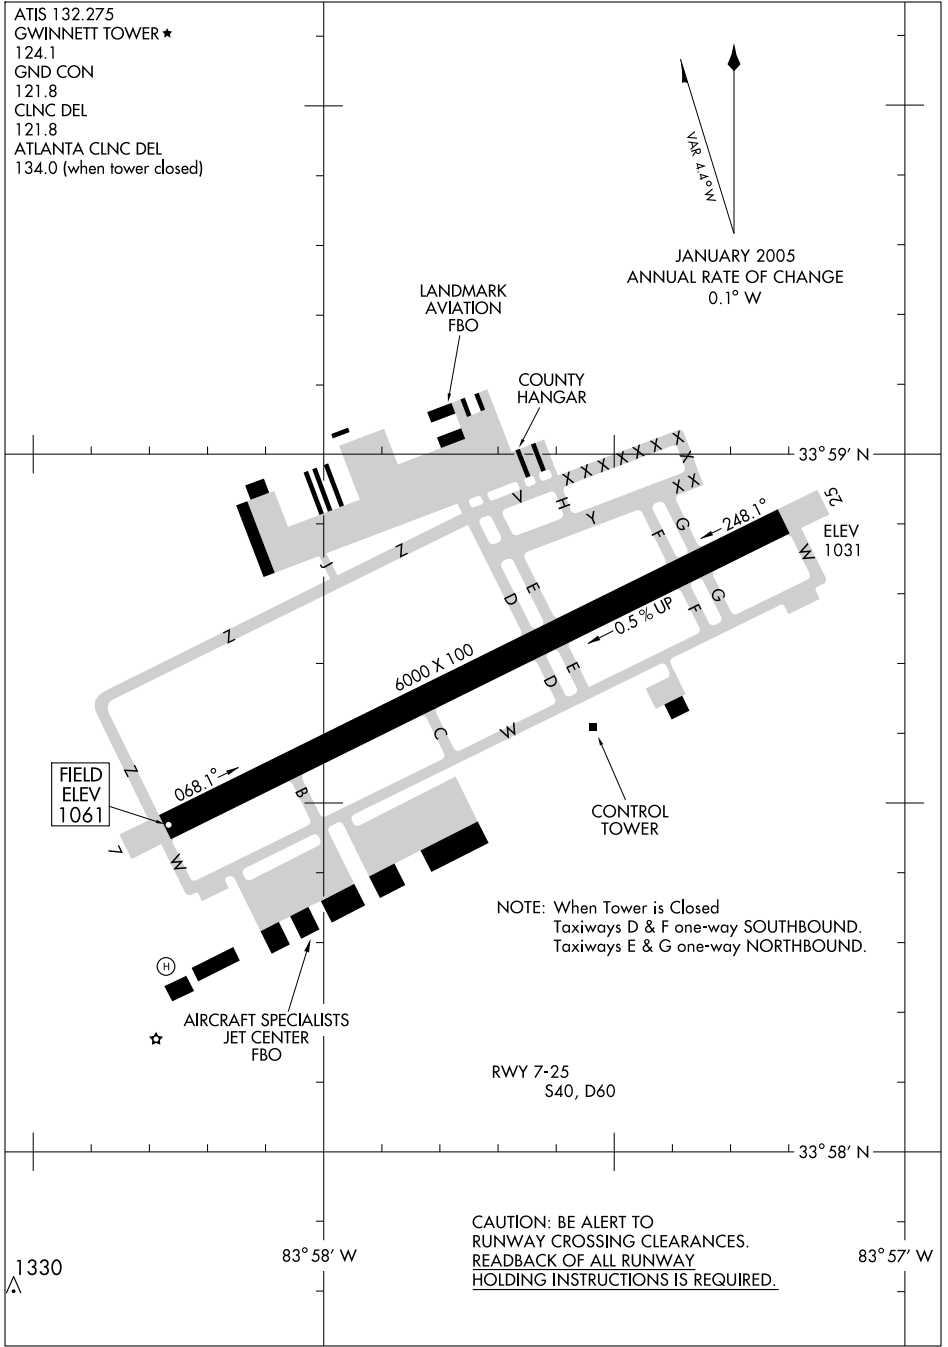 ATIS 132.275
GWINNETT TOWER ★
124.1
GND CON
121.8
CLNC DEL
121.8
ATLANTA CLNC DEL
134.0 (when tower closed)
VAR 4.4° W
JANUARY 2005
ANNUAL RATE OF CHANGE
0.1° W
LANDMARK
AVIATION
FBO
COUNTY
HANGAR
33°59' N
X X X X X X X
X
X X
V
H
Y
25
ELEV
1031
248.1°
G
F
W
Z
J
E
D
G
F
0.5% UP
Z
6000 X 100
E
D
C
W
Z
068.1°
B
FIELD
ELEV
1061
7
W
CONTROL
TOWER
NOTE: When Tower is Closed
Taxiways D & F one-way SOUTHBOUND.
Taxiways E & G one-way NORTHBOUND.
H
AIRCRAFT SPECIALISTS
JET CENTER
FBO
RWY 7-25
S40, D60
33°58' N
CAUTION: BE ALERT TO
RUNWAY CROSSING CLEARANCES.
READBACK OF ALL RUNWAY
HOLDING INSTRUCTIONS IS REQUIRED.
83°58' W
83°57' W
1330